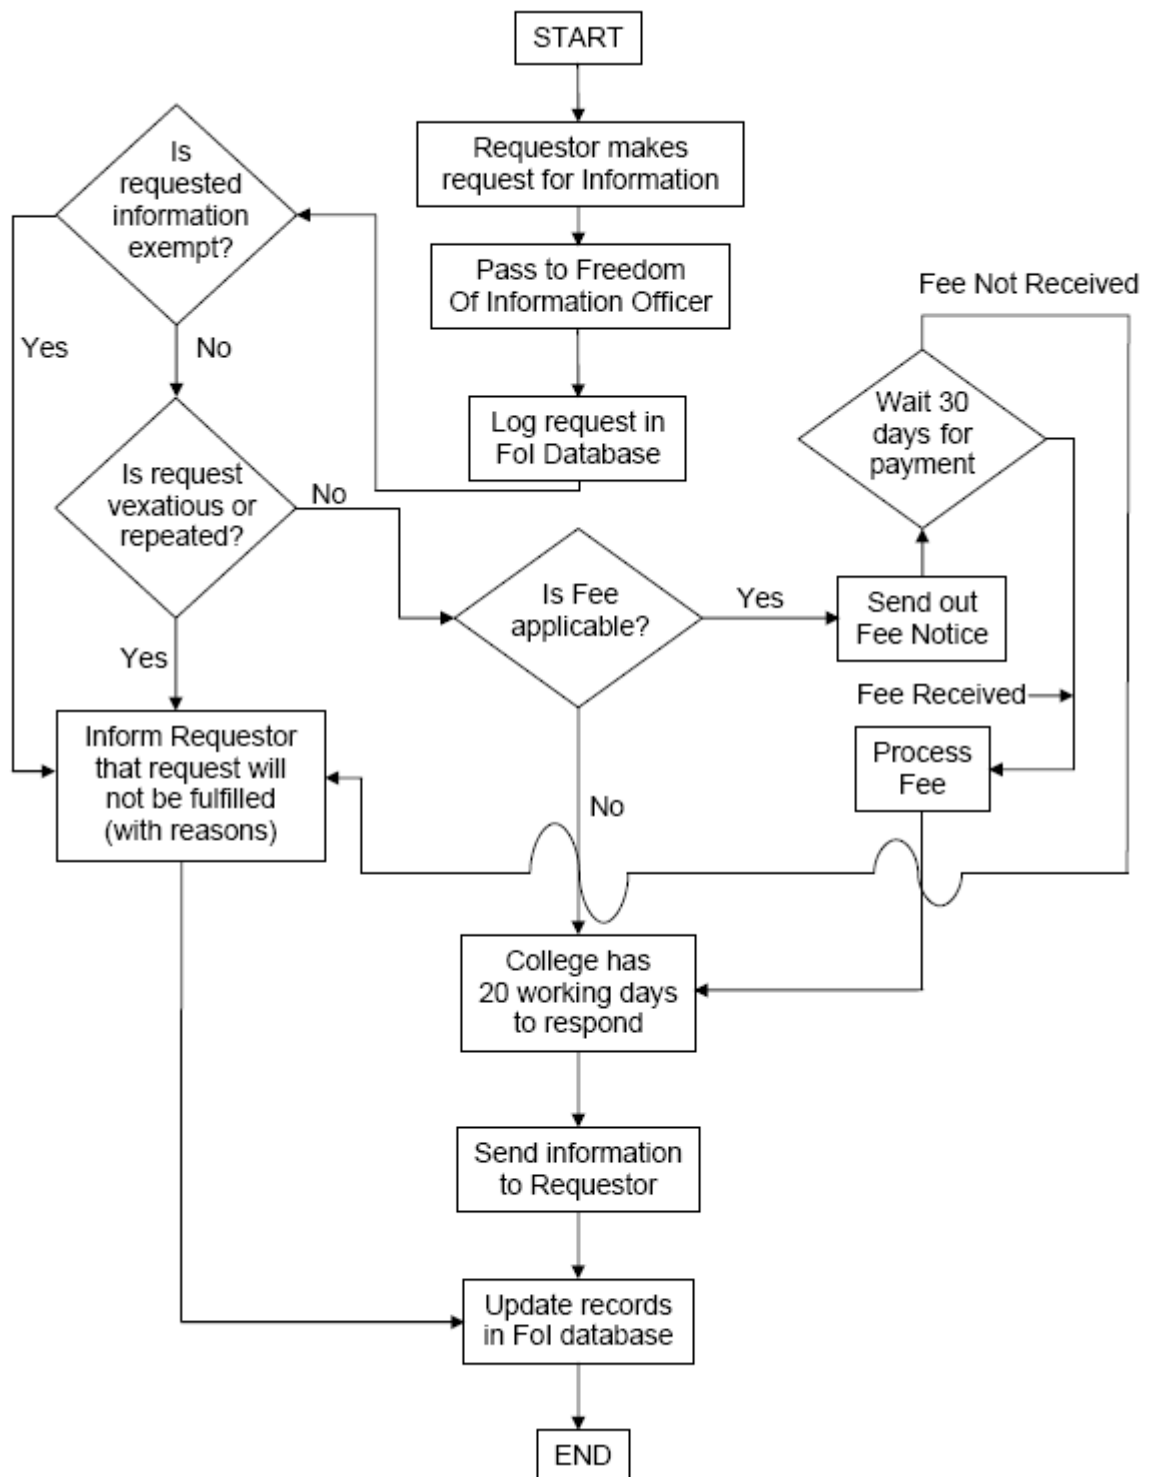 START
Requestor makes
request for Information
Pass to Freedom
Of Information Officer
Log request in
FoI Database
Is
requested
information
exempt?
Yes
No
Is request
vexatious or
repeated?
No
Yes
Is Fee
applicable?
Yes
Send out
Fee Notice
Wait 30
days for
payment
Fee Not Received
Fee Received
Process
Fee
No
Inform Requestor
that request will
not be fulfilled
(with reasons)
College has
20 working days
to respond
Send information
to Requestor
Update records
in FoI database
END